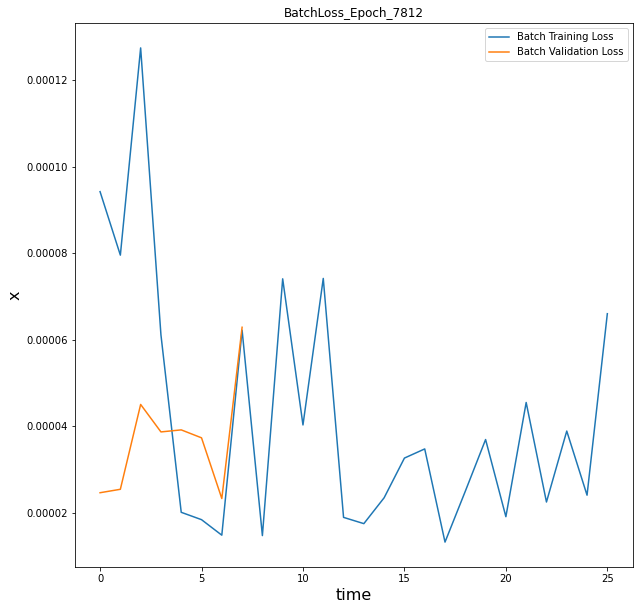 BatchLoss_Epoch_7812
Batch Training Loss
Batch Validation Loss
0.00012
0.00010
0.00008
0.00006
0.00004
0.00002
x
0 5 10 15 20 25
time